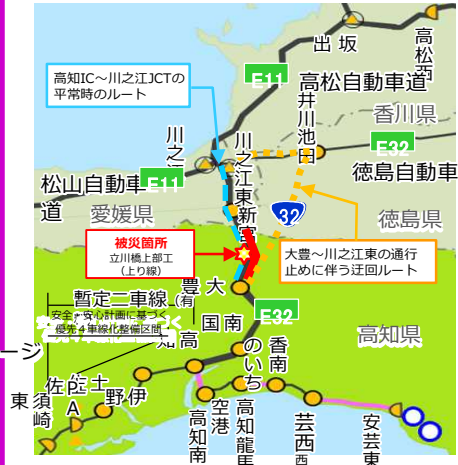 坂出
高松西
高知IC～川之江JCTの
平常時のルート
E11
高松自動車道
井川池田
香川県
E32
川之江
川之江東
新宮
松山自動車道
E11
徳島自動車
愛媛県
32
徳島県
被災箇所
立川橋上部工
（上り線）
大豊～川之江東の通行
止めに伴う迂回ルート
大豊
暫定二車線
(有
安全・安心計画に基づく
優先４車線化整備区間
E32
南国
高知
高知県
ージ
のいち
香南
伊野
土佐
佐
A
須崎
東
高知南
空港
高知龍馬
芸西
西
安芸東